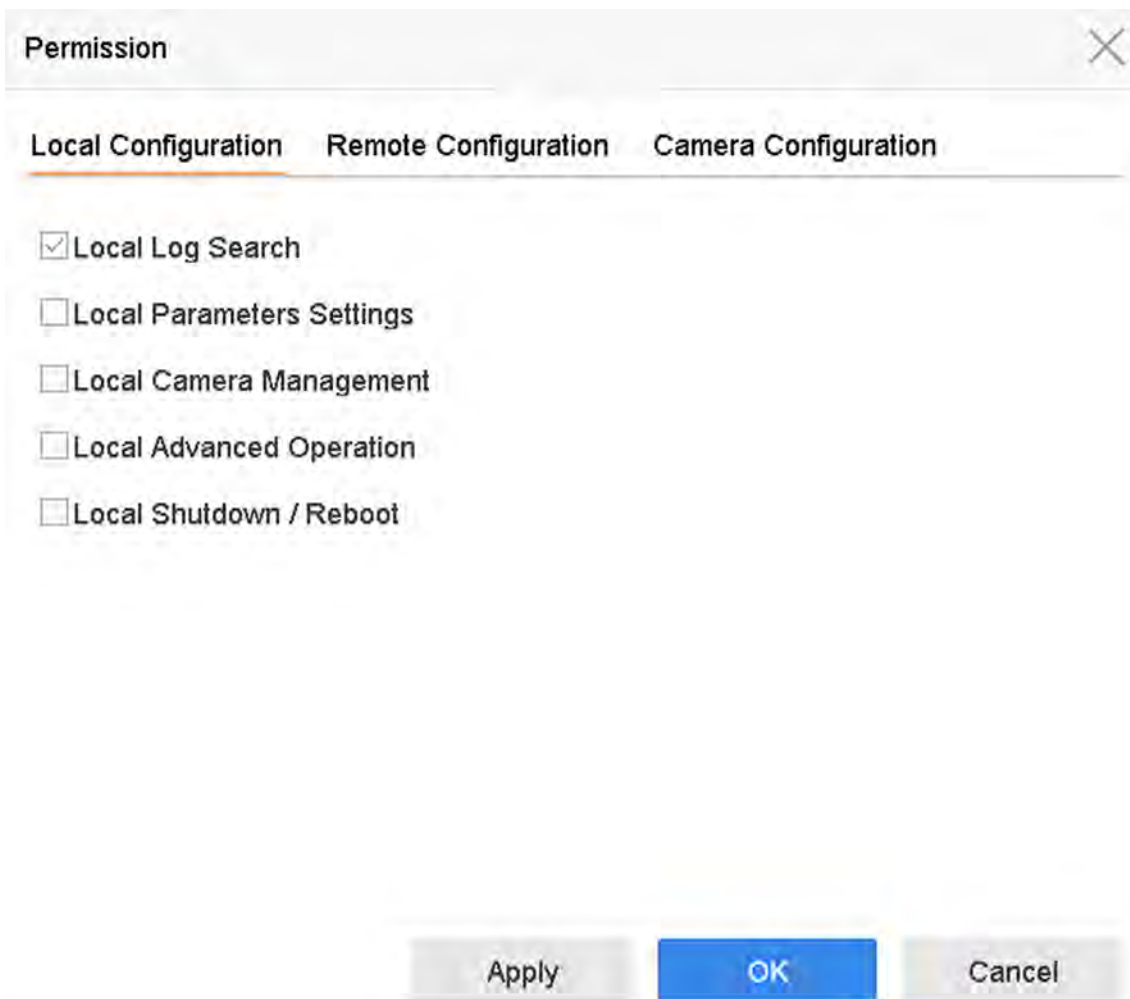 Permission
Local Configuration Remote Configuration Camera Configuration
Local Log Search
Local Parameters Settings
Local Camera Management
Local Advanced Operation
Local Shutdown / Reboot
Apply OK Cancel